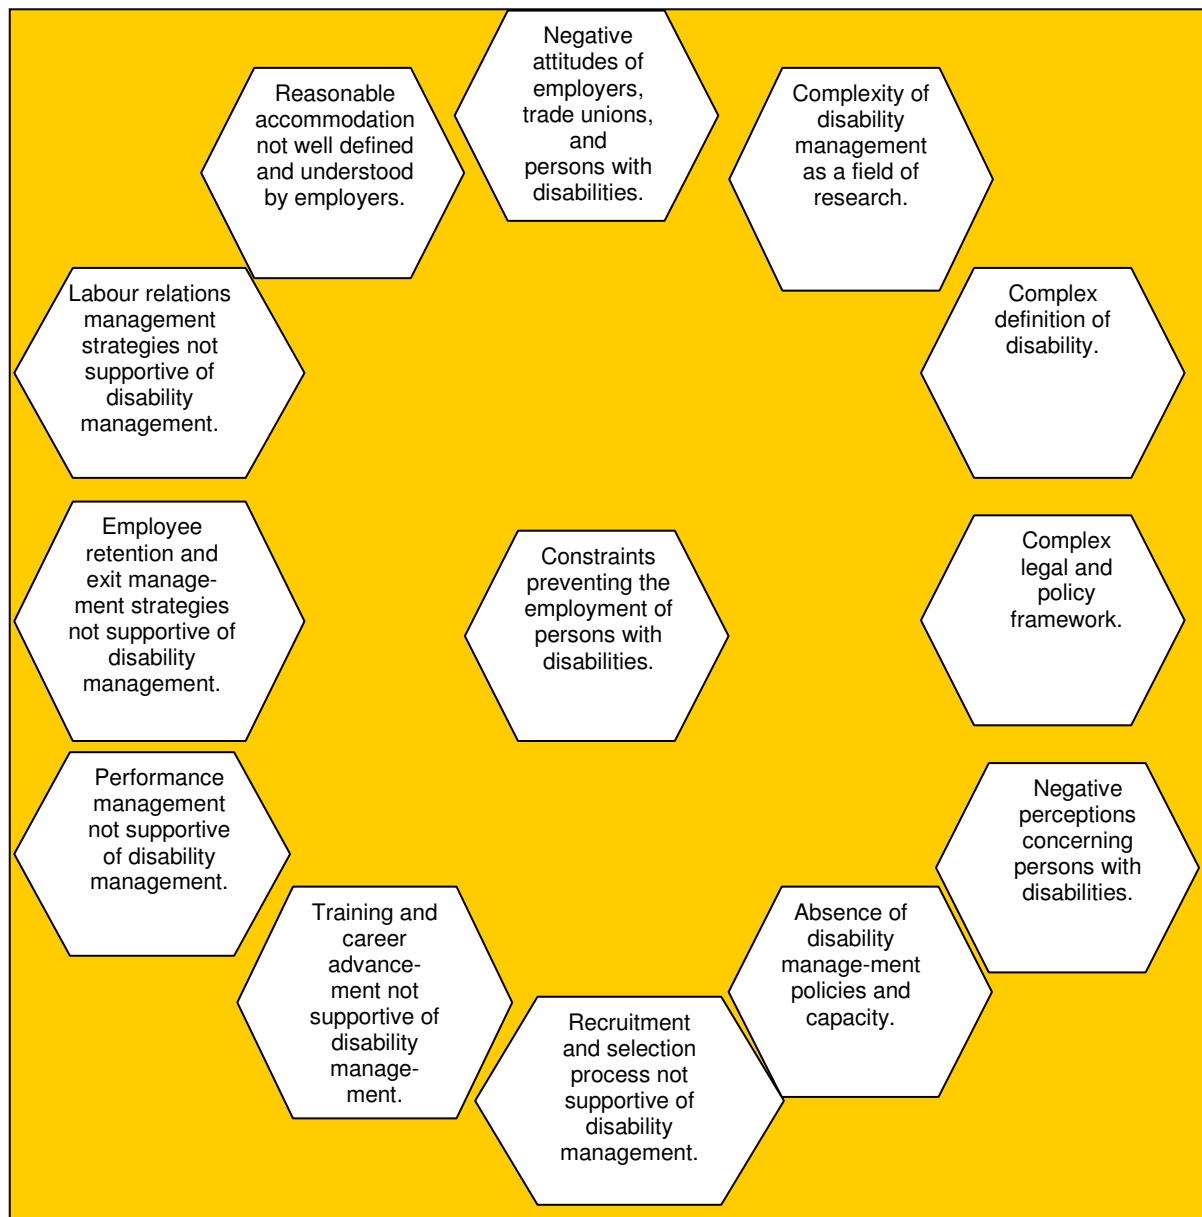 Negative
attitudes of
employers,
trade unions,
and
persons with
disabilities.
Complexity of
disability
management
as a field of
research.
Complex
definition of
disability.
Complex
legal and
policy
framework.
Negative
perceptions
concerning
persons with
disabilities.
Absence of
disability
manage-ment
policies and
capacity.
Recruitment
and selection
process not
supportive of
disability
management.
Training and
career
advance-
ment not
supportive of
disability
manage-
ment.
Performance
management
not supportive
of disability
management.
Employee
retention and
exit manage-
ment strategies
not supportive of
disability
management.
Labour relations
management
strategies not
supportive of
disability
management.
Reasonable
accommodation
not well defined
and understood
by employers.
Constraints
preventing the
employment of
persons with
disabilities.